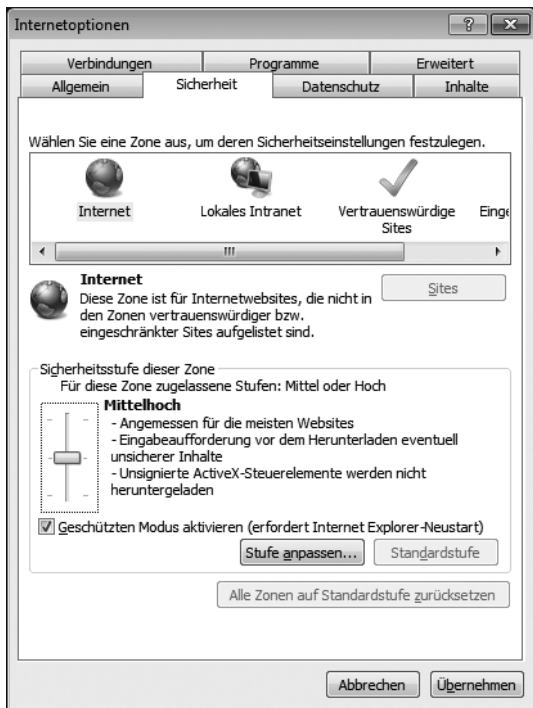 Internetoptionen
Verbindungen Programme Erweitert
Allgemein Sicherheit Datenschutz Inhalte
Wählen Sie eine Zone aus, um deren Sicherheitseinstellungen festzulegen.
Internet Lokales Intranet Vertrauenswürdige Einge
Sites
Internet
Sites
Diese Zone ist für Internetwebsites, die nicht in
den Zonen vertrauenswürdiger bzw.
eingeschränkter Sites aufgelistet sind.
Sicherheitsstufe dieser Zone
Für diese Zone zugelassene Stufen: Mittel oder Hoch
Mittelhoch
- Angemessen für die meisten Websites
- Eingabeaufforderung vor dem Herunterladen eventuell
unsicherer Inhalte
- Unsignierte ActiveX-Steuerelemente werden nicht
heruntergeladen
Geschützten Modus aktivieren (erfordert Internet Explorer-Neustart)
Stufe anpassen... Standardstufe
Alle Zonen auf Standardstufe zurücksetzen
Abbrechen Übernehmen